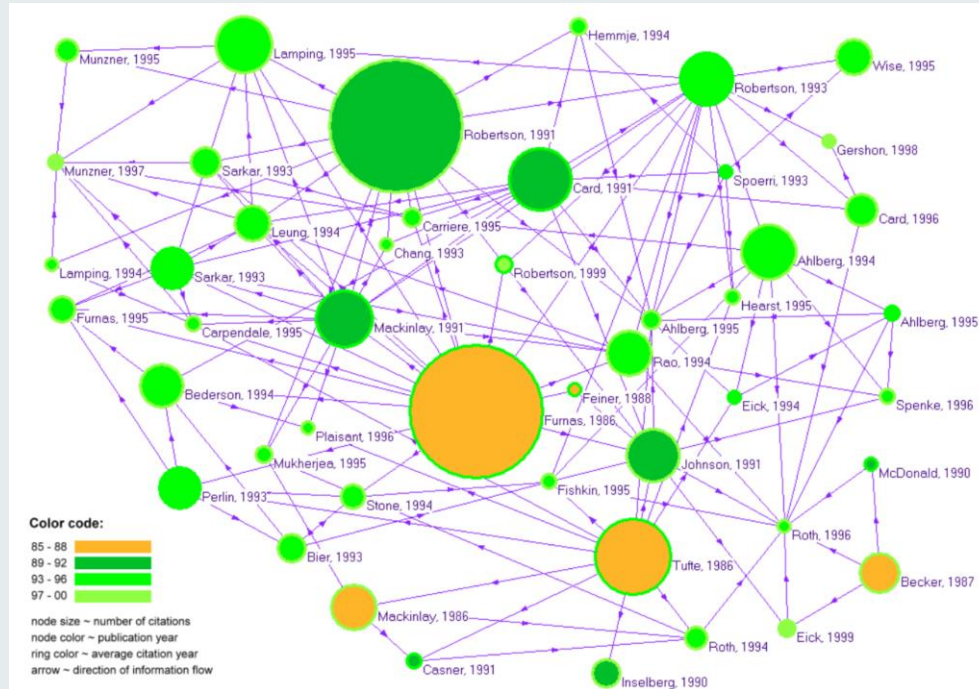 Hemmje, 1994
Munzner, 1995
Lamping, 1995
Wise, 1995
Robertson, 1993
Robertson, 1991
Gershon, 1998
Munzner, 1997
Sarkar, 1993
Spoerri, 1993
Card, 1991
Card, 1996
Carriere, 1995
Leung, 1994
Chang, 1993
Ahlberg, 1994
Lamping, 1994
Sarkar, 1993
Robertson, 1999
Hearst, 1995
Furnas, 1995
Carpendale, 1995
Mackinlay, 1991
Ahlberg, 1995
Ahlberg, 1995
Rao, 1994
Bederson, 1994
Feiner, 1988
Eick, 1994
Spenke, 1996
Furnas, 1986
Plaisant, 1996
Mukherjea, 1995
Johnson, 1991
McDonald, 1990
Perlin, 1993
Stone, 1994
Fishkin, 1995
Roth, 1996
Color code:
85 - 88
89 - 92
93 - 96
97 - 00
Bier, 1993
Tufte, 1986
Becker, 1987
Mackinlay, 1986
Roth, 1994
Eick, 1999
Casner, 1991
Inselberg, 1990
node size ~ number of citations
node color ~ publication year
ring color ~ average citation year
arrow ~ direction of information flow